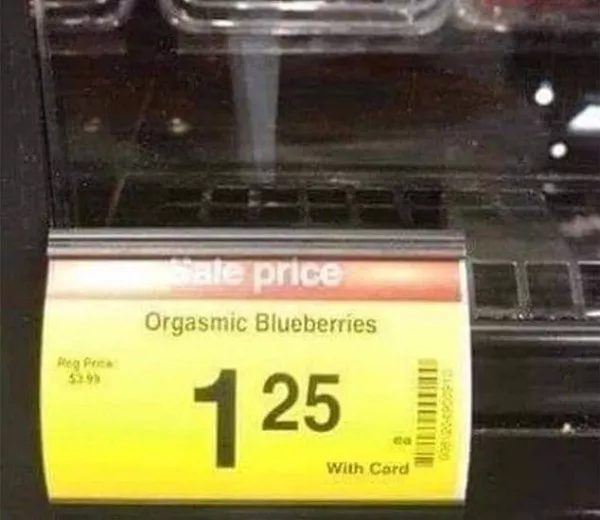 Sale price
Orgasmic Blueberries
Reg Price:
$3.99
1 25
ea
With Card